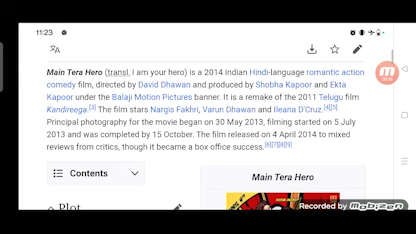 11:23
Main Tera Hero (transl. I am your hero) is a 2014 Indian Hindi-language romantic action
comedy film, directed by David Dhawan and produced by Shobha Kapoor and Ekta
Kapoor under the Balaji Motion Pictures banner. It is a remake of the 2011 Telugu film
Kandireega.[3] The film stars Nargis Fakhri, Varun Dhawan and Ileana D'Cruz.[4][5]
Principal photography for the movie began on 30 May 2013, filming started on 5 July
2013 and was completed by 15 October. The film released on 4 April 2014 to mixed
reviews from critics, though it became a box office success.[6][7][8][9]
Contents
Main Tera Hero
Plot
Recorded by Mobizen